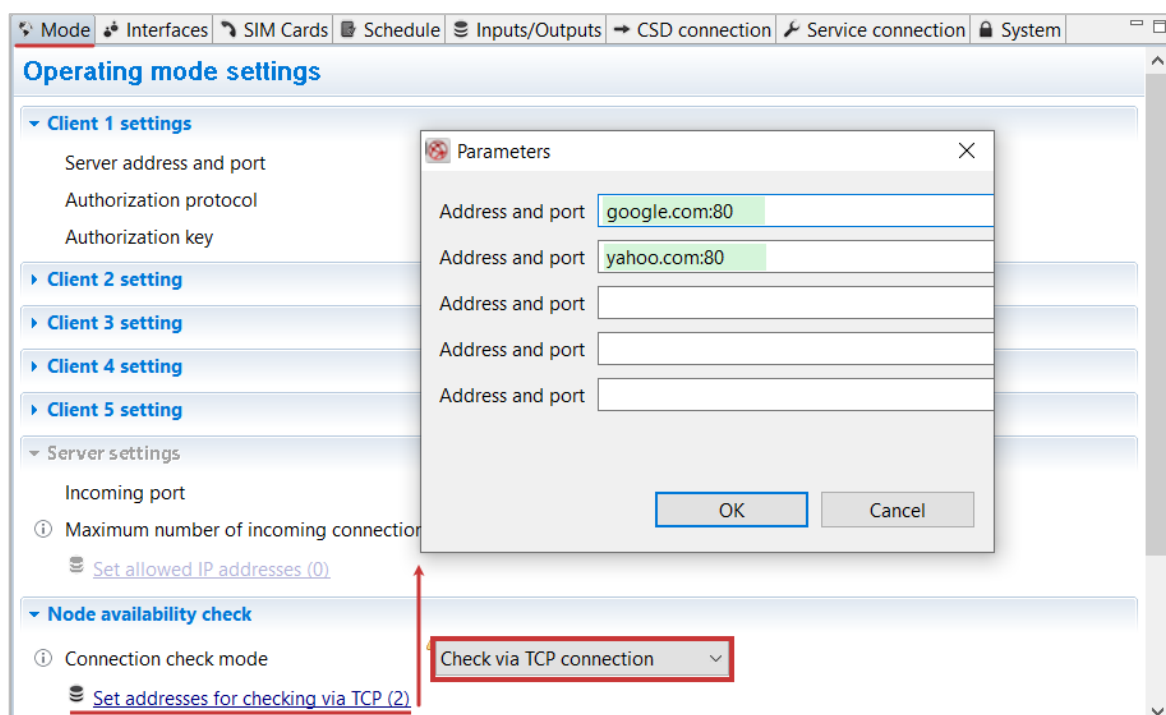 Mode Interfaces SIM Cards Schedule Inputs/Outputs CSD connection Service connection System
Operating mode settings
Client 1 settings
Server address and port
Authorization protocol
Authorization key
Client 2 setting
Client 3 setting
Client 4 setting
Client 5 setting
Server settings
Incoming port
Maximum number of incoming connection
Set allowed IP addresses (0)
Node availability check
Connection check mode
Check via TCP connection
Set addresses for checking via TCP (2)
Parameters
Address and port google.com:80
Address and port yahoo.com:80
Address and port
Address and port
Address and port
OK Cancel